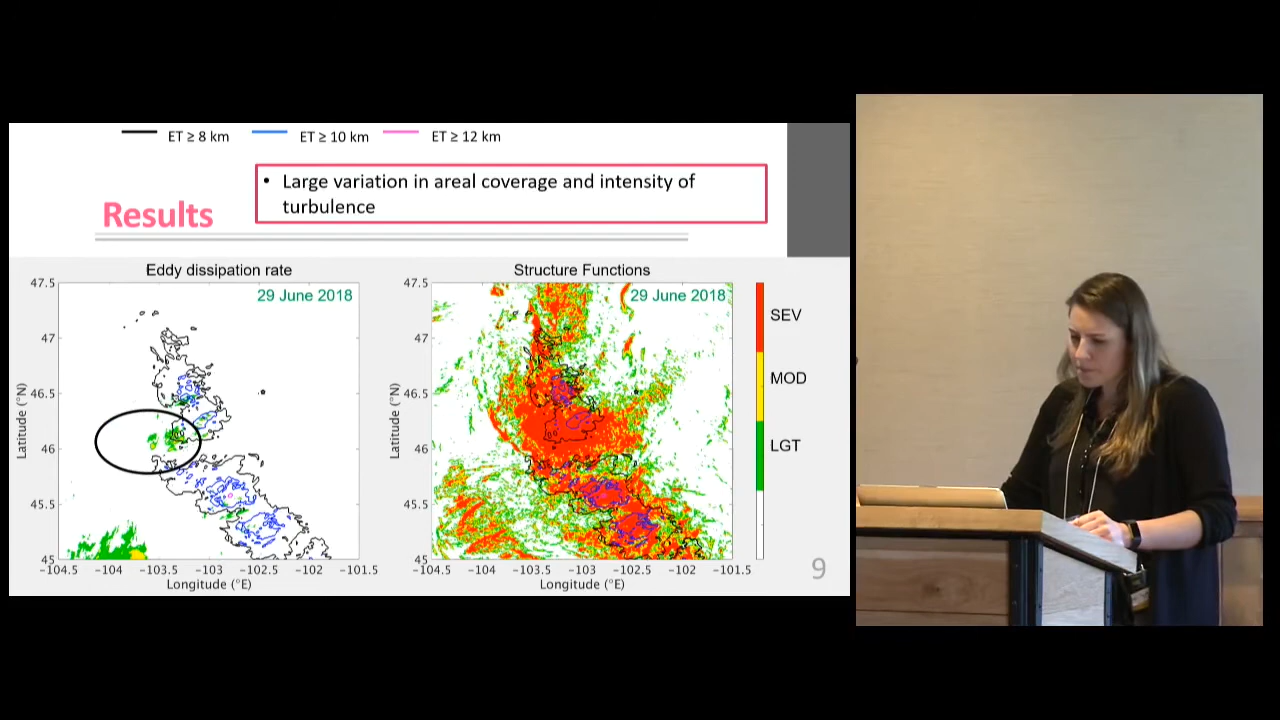 ET ≥ 8 km ET ≥ 10 km ET ≥ 12 km
• Large variation in areal coverage and intensity of
turbulence
Results
Eddy dissipation rate
29 June 2018
47.5
47
46.5
46
45.5
45
Latitude (°N)
−104.5 −104 −103.5 −103 −102.5 −102 −101.5
Longitude (°E)
Structure Functions
29 June 2018
47.5
47
46.5
46
45.5
45
Latitude (°N)
−104.5 −104 −103.5 −103 −102.5 −102 −101.5
Longitude (°E)
SEV
MOD
LGT
9